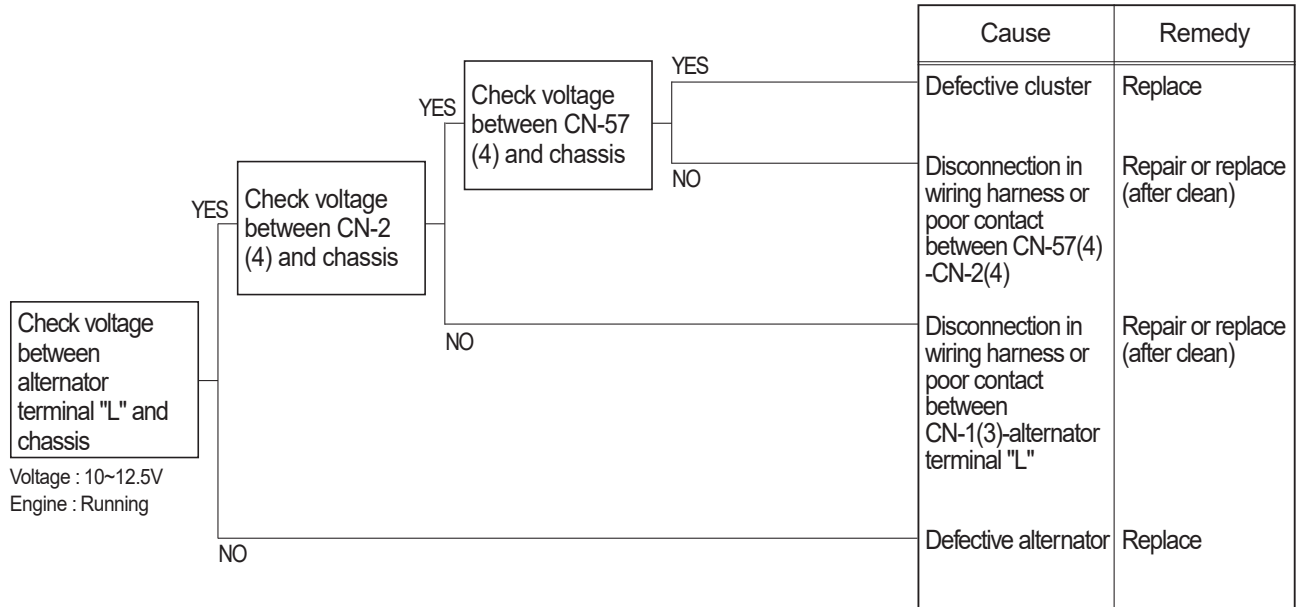 Cause
Remedy
YES
Defective cluster
Replace
YES
Check voltage
between CN-57
(4) and chassis
NO
Disconnection in
wiring harness or
poor contact
between CN-57(4)
-CN-2(4)
Repair or replace
(after clean)
YES
Check voltage
between CN-2
(4) and chassis
NO
Disconnection in
wiring harness or
poor contact
between
CN-1(3)-alternator
terminal "L"
Repair or replace
(after clean)
Check voltage
between
alternator
terminal "L" and
chassis
Voltage : 10~12.5V
Engine : Running
NO
Defective alternator
Replace